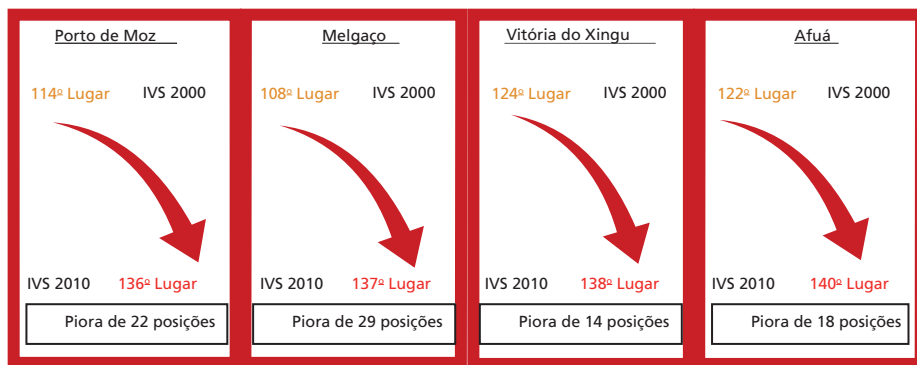 Porto de Moz
114º Lugar IVS 2000
IVS 2010 136º Lugar
Piora de 22 posições
Melgaço
108º Lugar IVS 2000
IVS 2010 137º Lugar
Piora de 29 posições
Vitória do Xingu
124º Lugar IVS 2000
IVS 2010 138º Lugar
Piora de 14 posições
Afuá
122º Lugar IVS 2000
IVS 2010 140º Lugar
Piora de 18 posições